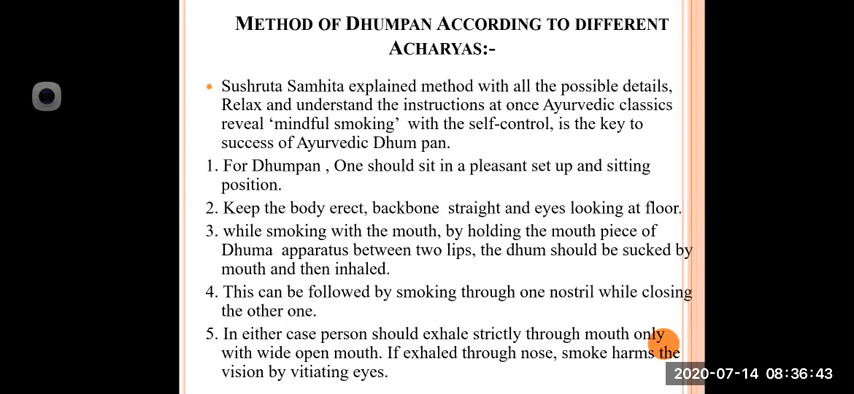 METHOD OF DHUMPAN ACCORDING TO DIFFERENT
ACHARYAS:-
• Sushruta Samhita explained method with all the possible details,
Relax and understand the instructions at once Ayurvedic classics
reveal ‘mindful smoking’ with the self-control, is the key to
success of Ayurvedic Dhum pan.
1. For Dhumpan , One should sit in a pleasant set up and sitting
position.
2. Keep the body erect, backbone straight and eyes looking at floor.
3. while smoking with the mouth, by holding the mouth piece of
Dhuma apparatus between two lips, the dhum should be sucked by
mouth and then inhaled.
4. This can be followed by smoking through one nostril while closing
the other one.
5. In either case person should exhale strictly through mouth only
with wide open mouth. If exhaled through nose, smoke harms the
vision by vitiating eyes.
2020-07-14 08:36:43